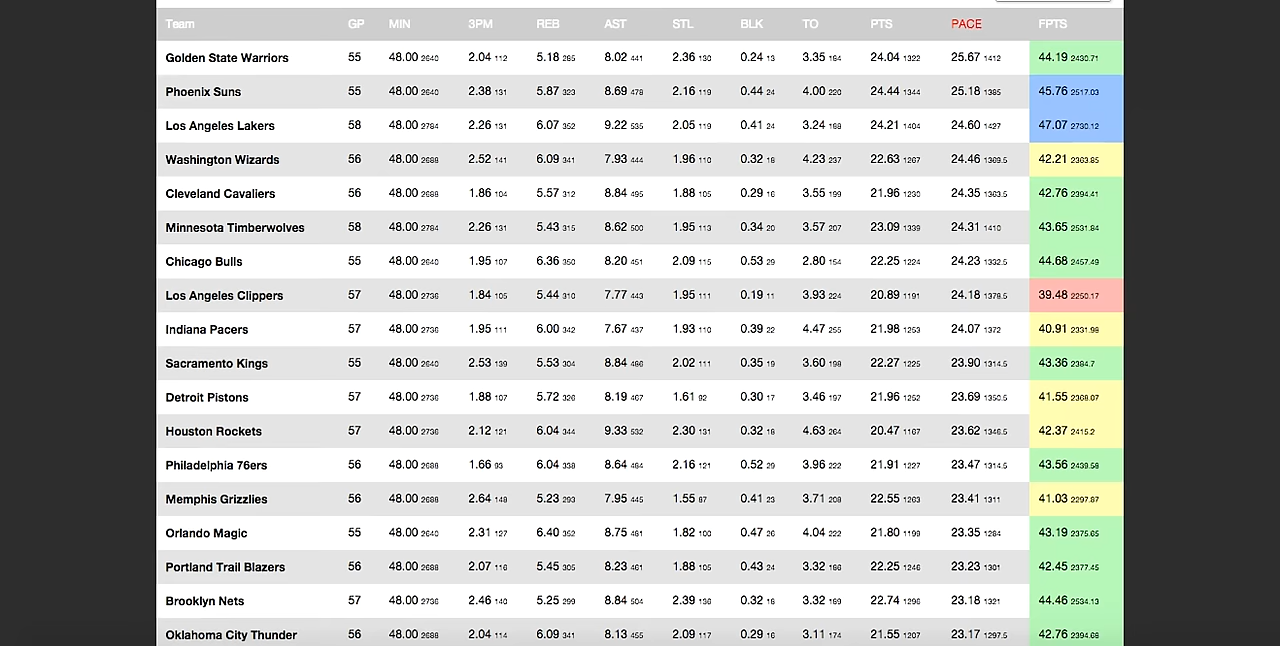 Team GP MIN 3PM REB AST STL BLK TO PTS PACE FPTS
Golden State Warriors 55 48.00 2640 2.04 112 5.18 285 8.02 441 2.36 130 0.24 13 3.35 184 24.04 1322 25.67 1412 44.19 2430.71
Phoenix Suns 55 48.00 2640 2.38 131 5.87 323 8.69 478 2.16 119 0.44 24 4.00 220 24.44 1344 25.18 1385 45.76 2517.03
Los Angeles Lakers 58 48.00 2784 2.26 131 6.07 352 9.22 535 2.05 119 0.41 24 3.24 188 24.21 1404 24.60 1427 47.07 2730.12
Washington Wizards 56 48.00 2688 2.52 141 6.09 341 7.93 444 1.96 110 0.32 18 4.23 237 22.63 1267 24.46 1369.5 42.21 2363.85
Cleveland Cavaliers 56 48.00 2688 1.86 104 5.57 312 8.84 495 1.88 105 0.29 16 3.55 199 21.96 1230 24.35 1363.5 42.76 2394.41
Minnesota Timberwolves 58 48.00 2784 2.26 131 5.43 315 8.62 500 1.95 113 0.34 20 3.57 207 23.09 1339 24.31 1410 43.65 2531.84
Chicago Bulls 55 48.00 2640 1.95 107 6.36 350 8.20 451 2.09 115 0.53 29 2.80 154 22.25 1224 24.23 1332.5 44.68 2457.49
Los Angeles Clippers 57 48.00 2736 1.84 105 5.44 310 7.77 443 1.95 111 0.19 11 3.93 224 20.89 1191 24.18 1378.5 39.48 2250.17
Indiana Pacers 57 48.00 2736 1.95 111 6.00 342 7.67 437 1.93 110 0.39 22 4.47 255 21.98 1253 24.07 1372 40.91 2331.98
Sacramento Kings 55 48.00 2640 2.53 139 5.53 304 8.84 486 2.02 111 0.35 19 3.60 198 22.27 1225 23.90 1314.5 43.36 2384.7
Detroit Pistons 57 48.00 2736 1.88 107 5.72 326 8.19 467 1.61 92 0.30 17 3.46 197 21.96 1252 23.69 1350.5 41.55 2368.07
Houston Rockets 57 48.00 2736 2.12 121 6.04 344 9.33 532 2.30 131 0.32 18 4.63 264 20.47 1167 23.62 1346.5 42.37 2415.2
Philadelphia 76ers 56 48.00 2688 1.66 93 6.04 338 8.64 484 2.16 121 0.52 29 3.96 222 21.91 1227 23.47 1314.5 43.56 2439.58
Memphis Grizzlies 56 48.00 2688 2.64 148 5.23 293 7.95 445 1.55 87 0.41 23 3.71 208 22.55 1263 23.41 1311 41.03 2297.87
Orlando Magic 55 48.00 2640 2.31 127 6.40 352 8.75 481 1.82 100 0.47 26 4.04 222 21.80 1199 23.35 1284 43.19 2375.65
Portland Trail Blazers 56 48.00 2688 2.07 116 5.45 305 8.23 461 1.88 105 0.43 24 3.32 186 22.25 1246 23.23 1301 42.45 2377.45
Brooklyn Nets 57 48.00 2736 2.46 140 5.25 299 8.84 504 2.39 136 0.32 18 3.32 189 22.74 1296 23.18 1321 44.46 2534.13
Oklahoma City Thunder 56 48.00 2688 2.04 114 6.09 341 8.13 455 2.09 117 0.29 16 3.11 174 21.55 1207 23.17 1297.5 42.76 2394.68